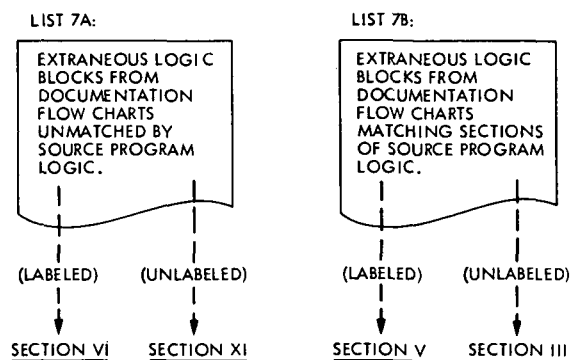 LIST 7A:
EXTRANEOUS LOGIC
BLOCKS FROM
DOCUMENTATION
FLOW CHARTS
UNMATCHED BY
SOURCE PROGRAM
LOGIC.
(LABELED)
(UNLABELED)
SECTION VI
SECTION XI
LIST 7B:
EXTRANEOUS LOGIC
BLOCKS FROM
DOCUMENTATION
FLOW CHARTS
MATCHING SECTIONS
OF SOURCE PROGRAM
LOGIC.
(LABELED)
(UNLABELED)
SECTION V
SECTION III